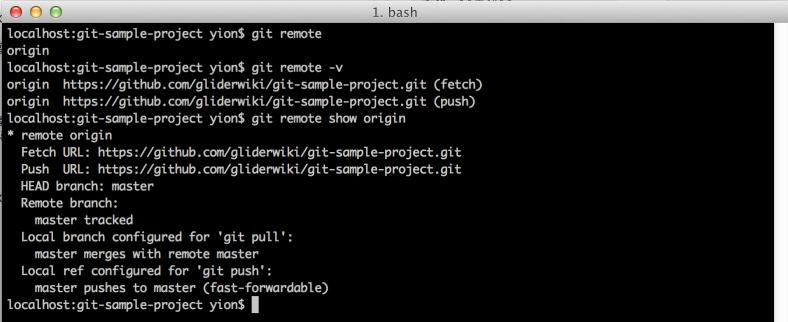 1. bash
localhost:git-sample-project yion$ git remote
origin
localhost:git-sample-project yion$ git remote -v
origin  https://github.com/gliderwiki/git-sample-project.git (fetch)
origin  https://github.com/gliderwiki/git-sample-project.git (push)
localhost:git-sample-project yion$ git remote show origin
* remote origin
  Fetch URL: https://github.com/gliderwiki/git-sample-project.git
  Push  URL: https://github.com/gliderwiki/git-sample-project.git
  HEAD branch: master
  Remote branch:
    master tracked
  Local branch configured for 'git pull':
    master merges with remote master
  Local ref configured for 'git push':
    master pushes to master (fast-forwardable)
localhost:git-sample-project yion$